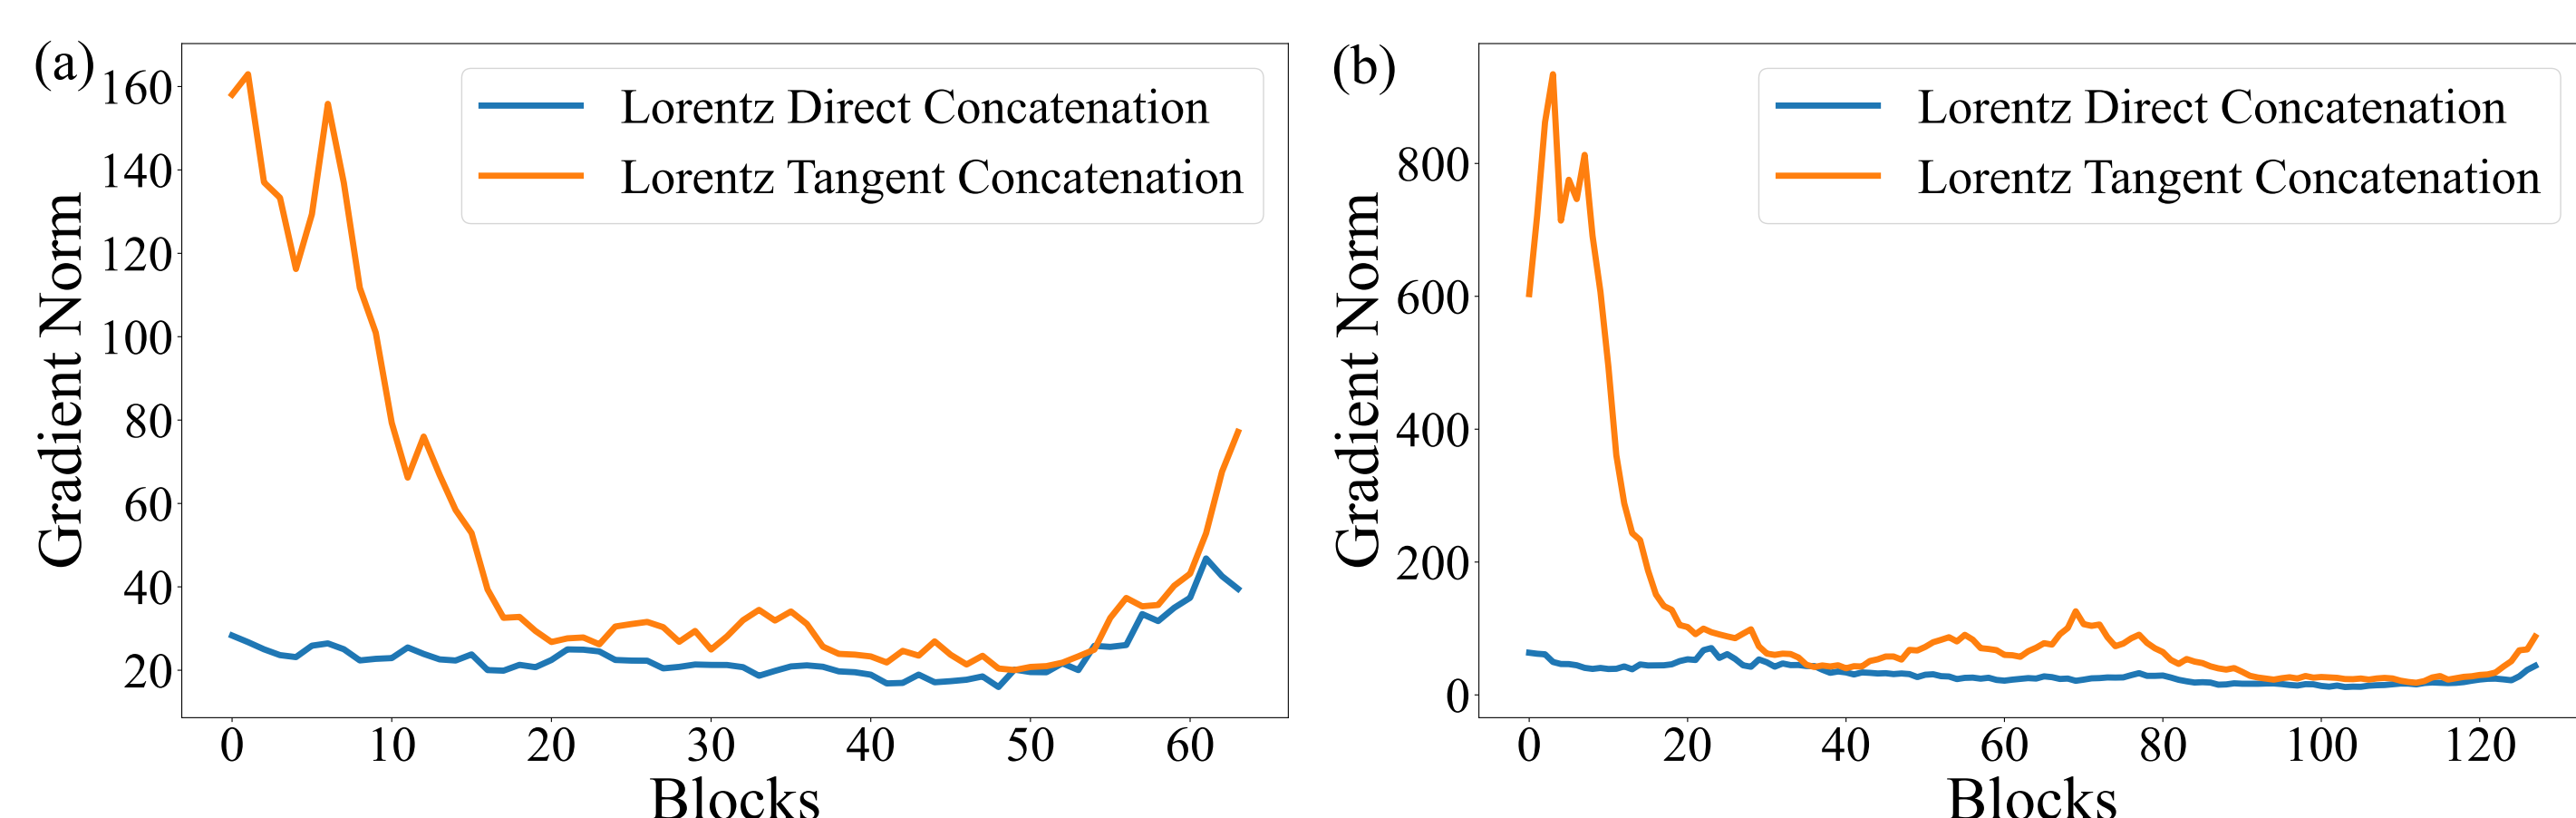 (a)
Gradient Norm
160
140
120
100
80
60
40
20
Lorentz Direct Concatenation
Lorentz Tangent Concatenation
0 10 20 30 40 50 60
Blocks
(b)
Gradient Norm
800
600
400
200
0
Lorentz Direct Concatenation
Lorentz Tangent Concatenation
0 20 40 60 80 100 120
Blocks